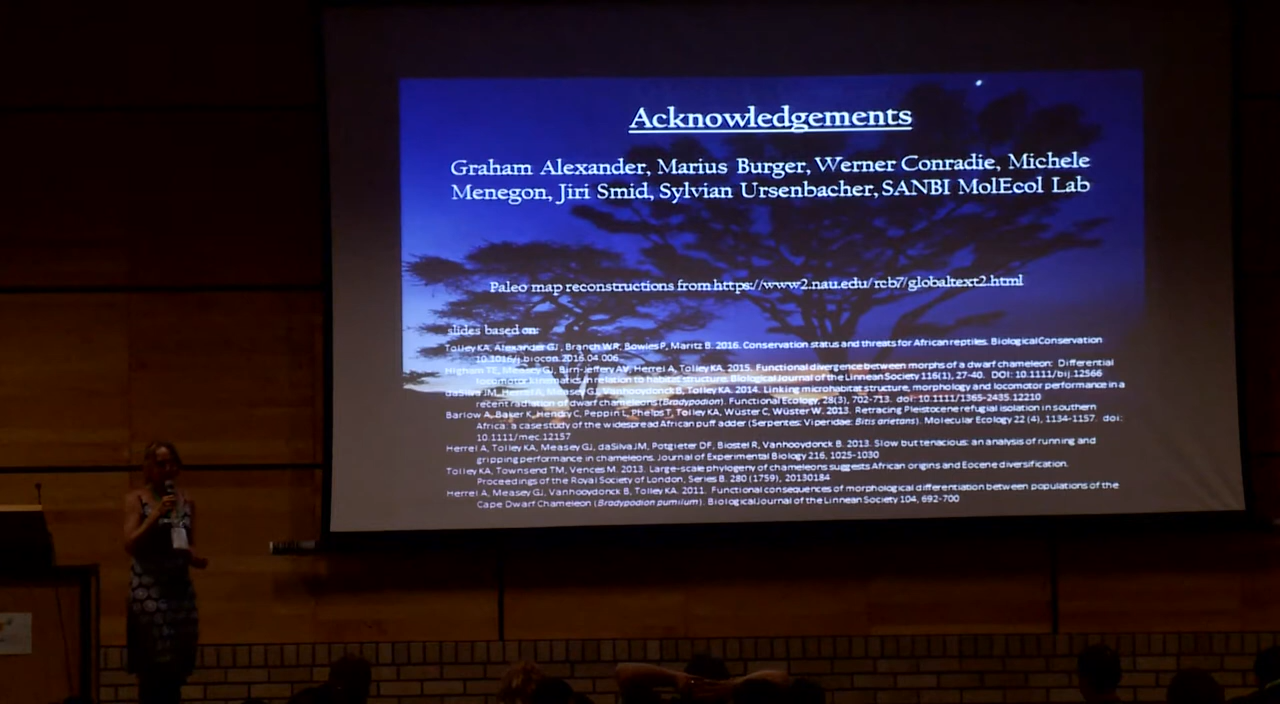 Acknowledgements
Graham Alexander, Marius Burger, Werner Conradie, Michele
Menegon, Jiri Smid, Sylvian Ursenbacher, SANBI MolEcol Lab
Paleo map reconstructions from https://www2.nau.edu/rcb7/globaltext2.html
slides based on:
Tolley KA, Alexander GJ, Branch WR, Bowles P, Maritz B. 2016. Conservation status and threats for African reptiles. Biological Conservation
10.1016/j.biocon.2016.04.006
Higham TE, Measey GJ, Birn-Jeffery AV, Herrel A, Tolley KA. 2015. Functional divergence between morphs of a dwarf chameleon: Differential
locomotor kinematics in relation to habitat structure. Biological Journal of the Linnean Society 116(1), 27-40. DOI: 10.1111/bij.12566
daSilva JM, Herrel A, Measey GJ, Vanhooydonck B, Tolley KA. 2014. Linking microhabitat structure, morphology and locomotor performance in a
recent radiation of dwarf chameleons (Bradypodion). Functional Ecology, 28(3), 702-713. doi: 10.1111/1365-2435.12210
Barlow A, Baker K, Hendry C, Peppin L, Phelps T, Tolley KA, Wüster C, Wüster W. 2013. Retracing Pleistocene refugial isolation in southern
Africa: a case study of the widespread African puff adder (Serpentes: Viperidae: Bitis arietans). Molecular Ecology 22 (4), 1134-1157. doi:
10.1111/mec.12157
Herrel A, Tolley KA, Measey GJ, daSilva JM, Potgieter DF, Biostel R, Vanhooydonck B. 2013. Slow but tenacious: an analysis of running and
gripping performance in chameleons. Journal of Experimental Biology 216, 1025-1030
Tolley KA, Townsend TM, Vences M. 2013. Large-scale phylogeny of chameleons suggests African origins and Eocene diversification.
Proceedings of the Royal Society of London, Series B. 280 (1759), 20130184
Herrel A, Measey GJ, Vanhooydonck B, Tolley KA. 2011. Functional consequences of morphological differentiation between populations of the
Cape Dwarf Chameleon (Bradypodion pumilum). Biological Journal of the Linnean Society 104, 692-700